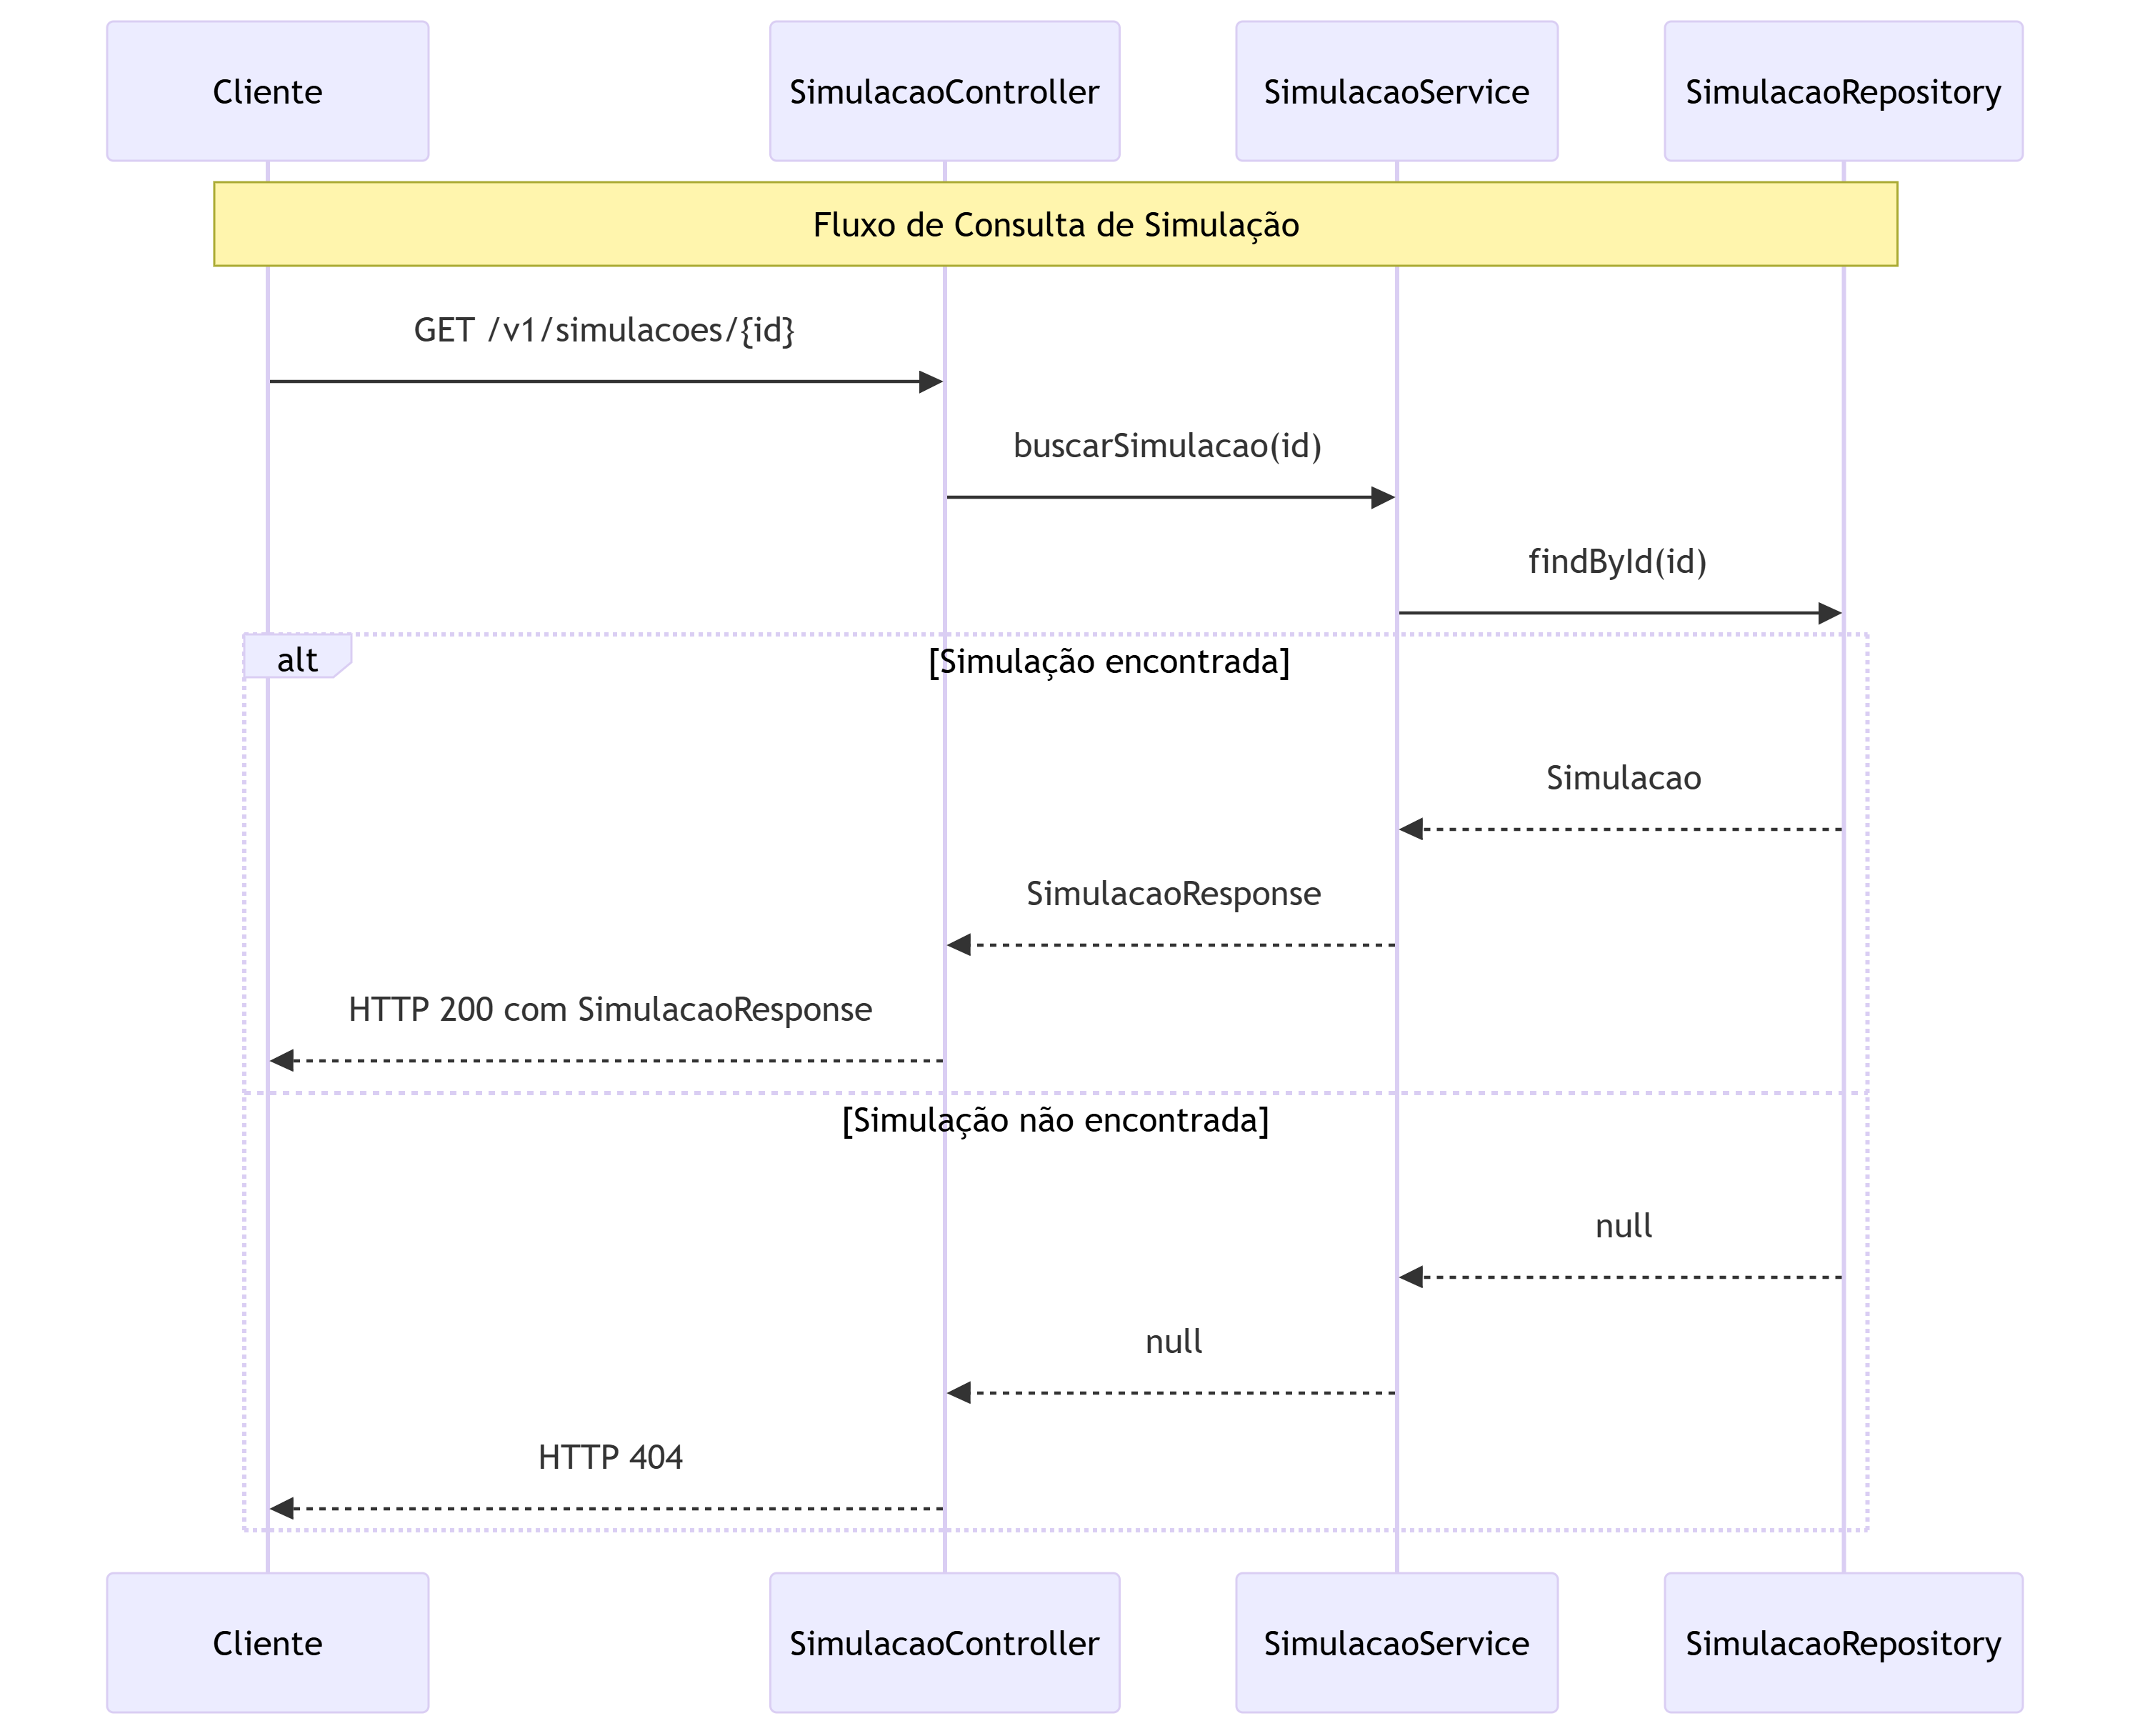 Cliente
SimulacaoController
SimulacaoService
SimulacaoRepository
Fluxo de Consulta de Simulação
GET /v1/simulacoes/{id}
buscarSimulacao(id)
findById(id)
alt
[Simulação encontrada]
Simulacao
SimulacaoResponse
HTTP 200 com SimulacaoResponse
[Simulação não encontrada]
null
null
HTTP 404
Cliente
SimulacaoController
SimulacaoService
SimulacaoRepository